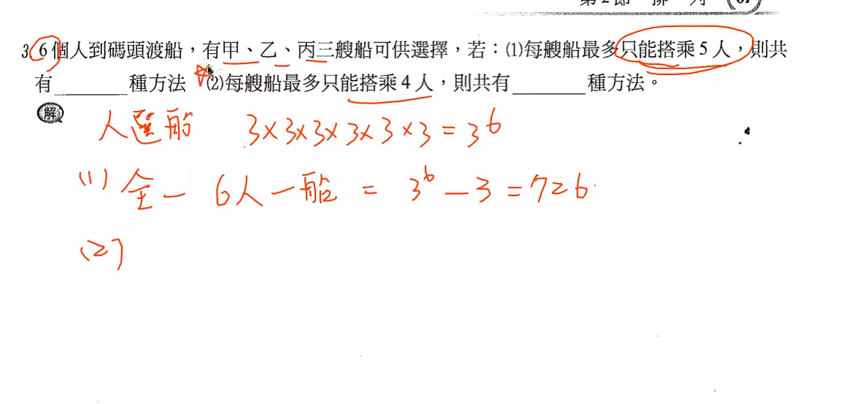 第2節 排 列 67
3. 6個人到碼頭渡船，有甲、乙、丙三艘船可供選擇，若：⑴每艘船最多只能搭乘5人，則共
有________種方法 ☆⑵每艘船最多只能搭乘4人，則共有________種方法。
解
人選船 3×3×3×3×3×3=3⁶
(1) 全－6人一船 = 3⁶－3=726
(2)